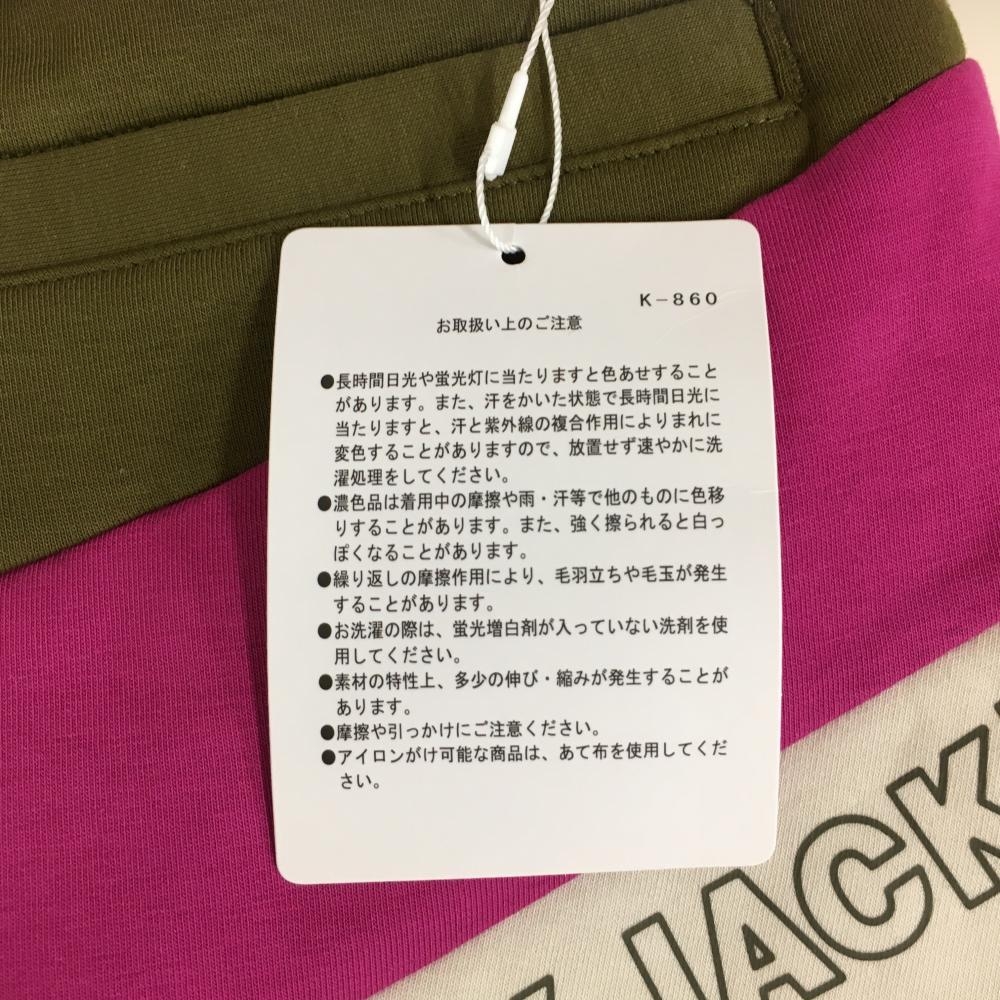 K-860
お取扱い上のご注意
●長時間日光や蛍光灯に当たりますと色あせすること
があります。また、汗をかいた状態で長時間日光に
当たりますと、汗と紫外線の複合作用によりまれに
変色することがありますので、放置せず速やかに洗
濯処理をしてください。
●濃色品は着用中の摩擦や雨・汗等で他のものに色移
りすることがあります。また、強く擦られると白っ
ぽくなることがあります。
●繰り返しの摩擦作用により、毛羽立ちや毛玉が発生
することがあります。
●お洗濯の際は、蛍光増白剤が入っていない洗剤を使
用してください。
●素材の特性上、多少の伸び・縮みが発生することが
あります。
●摩擦や引っかけにご注意ください。
●アイロンがけ可能な商品は、あて布を使用してくだ
さい。
JACK